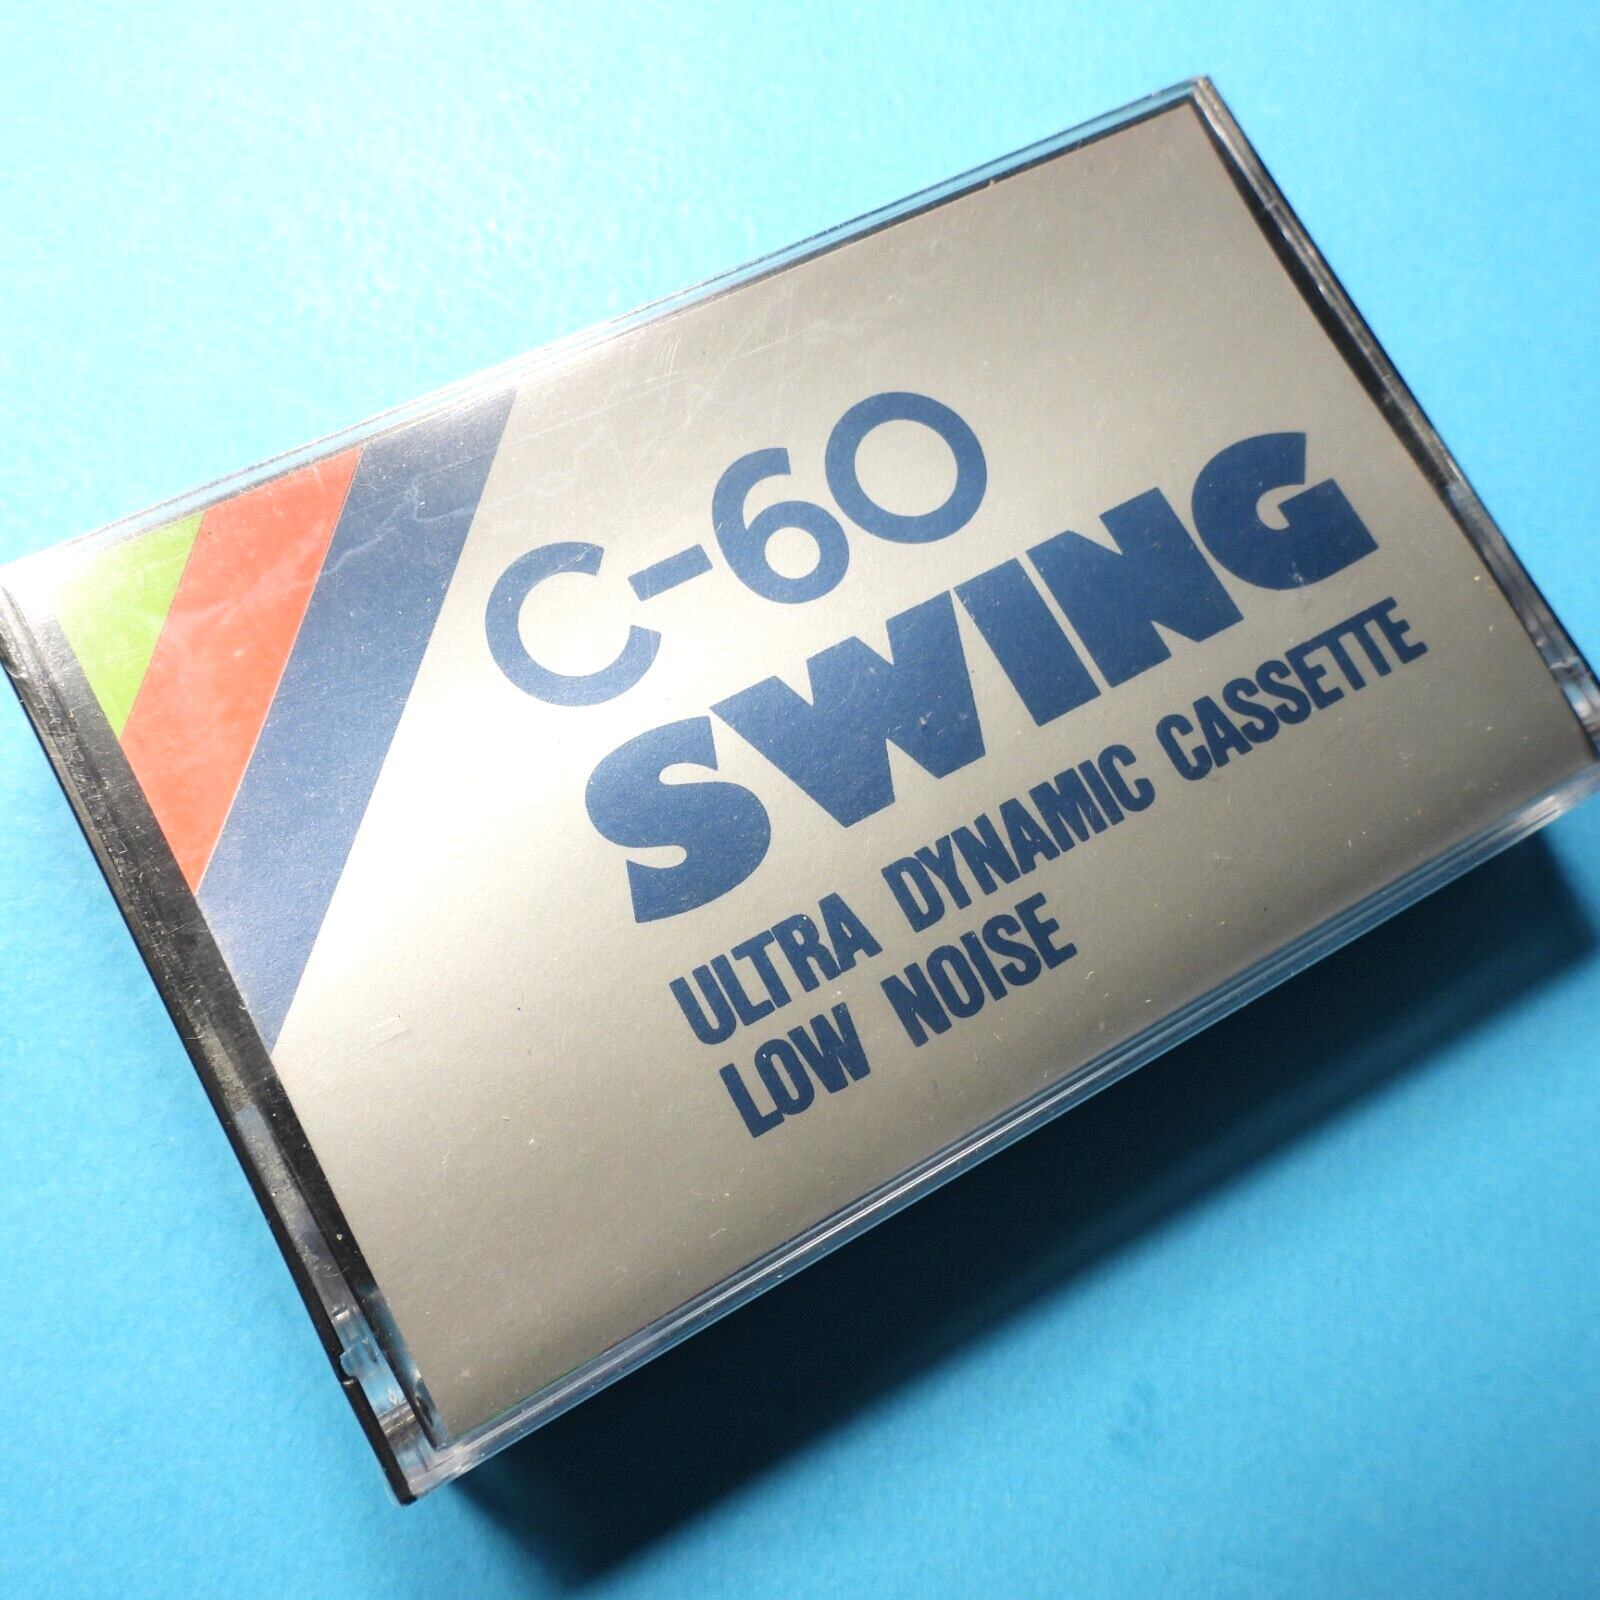 C-60
SWING
ULTRA DYNAMIC CASSETTE
LOW NOISE